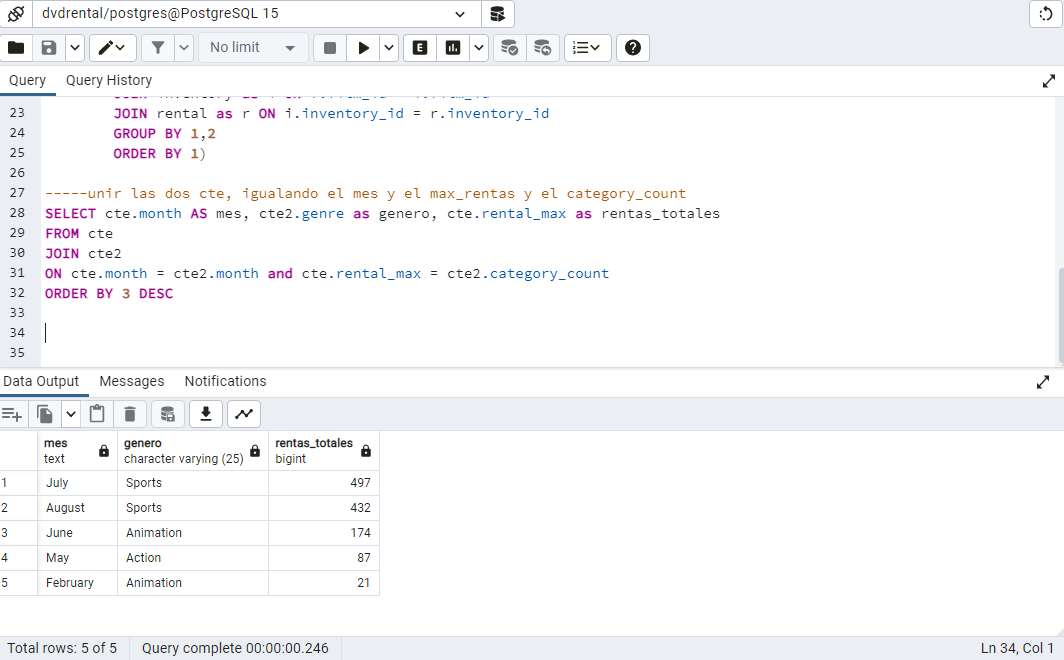 dvdrental/postgres@PostgreSQL 15
No limit
E
Query Query History
23 JOIN rental as r ON i.inventory_id = r.inventory_id
24 GROUP BY 1,2
25 ORDER BY 1)
26
27 -----unir las dos cte, igualando el mes y el max_rentas y el category_count
28 SELECT cte.month AS mes, cte2.genre as genero, cte.rental_max as rentas_totales
29 FROM cte
30 JOIN cte2
31 ON cte.month = cte2.month and cte.rental_max = cte2.category_count
32 ORDER BY 3 DESC
33
34
35
Data Output Messages Notifications
mes genero rentas_totales
text character varying (25) bigint
1 July Sports 497
2 August Sports 432
3 June Animation 174
4 May Action 87
5 February Animation 21
Total rows: 5 of 5 Query complete 00:00:00.246 Ln 34, Col 1